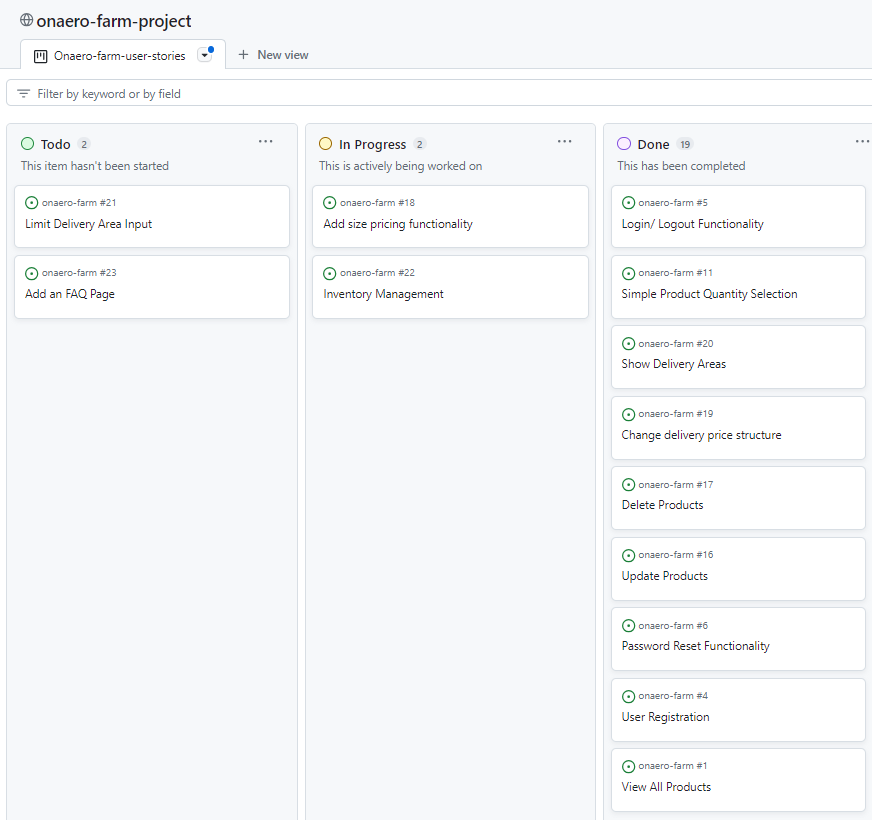 onaero-farm-project
Onaero-farm-user-stories
New view
Filter by keyword or by field
Todo 2
This item hasn't been started
onaero-farm #21
Limit Delivery Area Input
onaero-farm #23
Add an FAQ Page
In Progress 2
This is actively being worked on
onaero-farm #18
Add size pricing functionality
onaero-farm #22
Inventory Management
Done 19
This has been completed
onaero-farm #5
Login/ Logout Functionality
onaero-farm #11
Simple Product Quantity Selection
onaero-farm #20
Show Delivery Areas
onaero-farm #19
Change delivery price structure
onaero-farm #17
Delete Products
onaero-farm #16
Update Products
onaero-farm #6
Password Reset Functionality
onaero-farm #4
User Registration
onaero-farm #1
View All Products